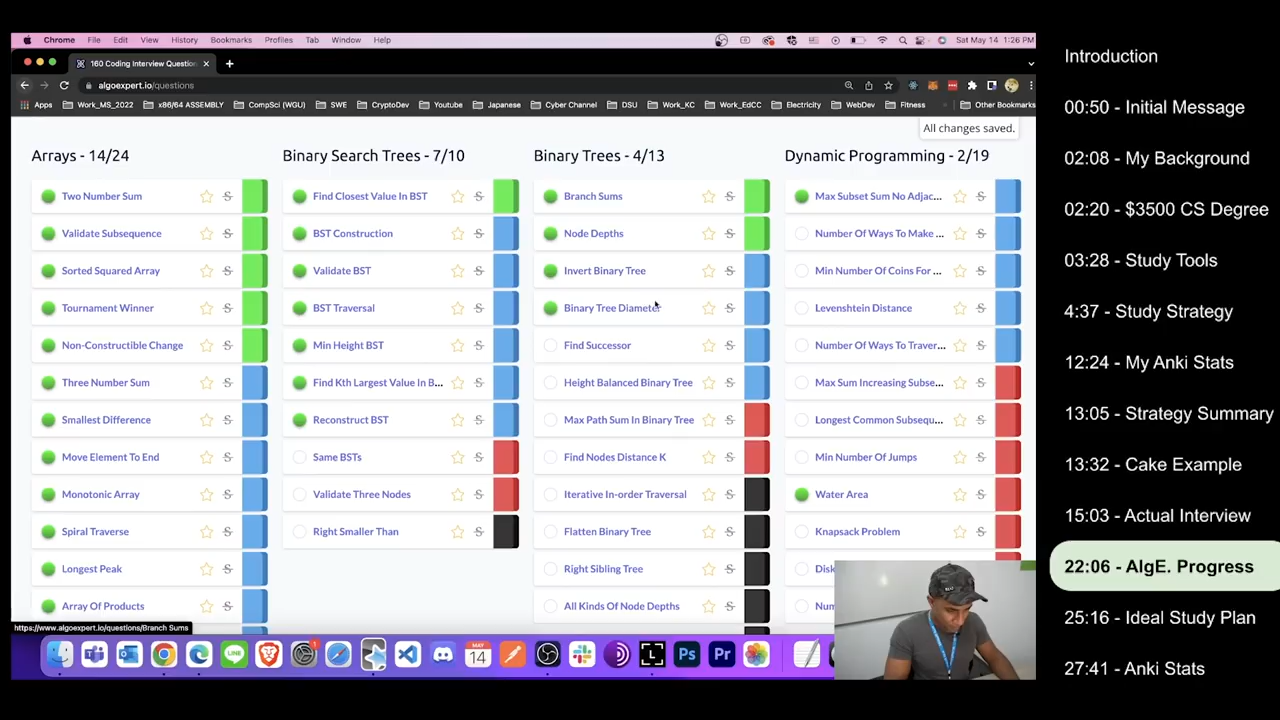 Chrome File Edit View History Bookmarks Profiles Tab Window Help
Sat May 14 1:26 PM
160 Coding Interview Question
algoexpert.io/questions
Apps Work_MS_2022 x86/64 ASSEMBLY CompSci (WGU) SWE CryptoDev Youtube Japanese Cyber Channel DSU Work_KC Work_EdCC Electricity WebDev Fitness Other Bookmarks
All changes saved.
Arrays - 14/24
Two Number Sum
Validate Subsequence
Sorted Squared Array
Tournament Winner
Non-Constructible Change
Three Number Sum
Smallest Difference
Move Element To End
Monotonic Array
Spiral Traverse
Longest Peak
Array Of Products
Binary Search Trees - 7/10
Find Closest Value In BST
BST Construction
Validate BST
BST Traversal
Min Height BST
Find Kth Largest Value In B...
Reconstruct BST
Same BSTs
Validate Three Nodes
Right Smaller Than
Binary Trees - 4/13
Branch Sums
Node Depths
Invert Binary Tree
Binary Tree Diameter
Find Successor
Height Balanced Binary Tree
Max Path Sum In Binary Tree
Find Nodes Distance K
Iterative In-order Traversal
Flatten Binary Tree
Right Sibling Tree
All Kinds Of Node Depths
Dynamic Programming - 2/19
Max Subset Sum No Adjac...
Number Of Ways To Make ...
Min Number Of Coins For ...
Levenshtein Distance
Number Of Ways To Traver...
Max Sum Increasing Subse...
Longest Common Subsequ...
Min Number Of Jumps
Water Area
Knapsack Problem
Disk
Num
https://www.algoexpert.io/questions/Branch Sums
MAY
14
L
Ps
Pr
Introduction
00:50 - Initial Message
02:08 - My Background
02:20 - $3500 CS Degree
03:28 - Study Tools
4:37 - Study Strategy
12:24 - My Anki Stats
13:05 - Strategy Summary
13:32 - Cake Example
15:03 - Actual Interview
22:06 - AlgE. Progress
25:16 - Ideal Study Plan
27:41 - Anki Stats